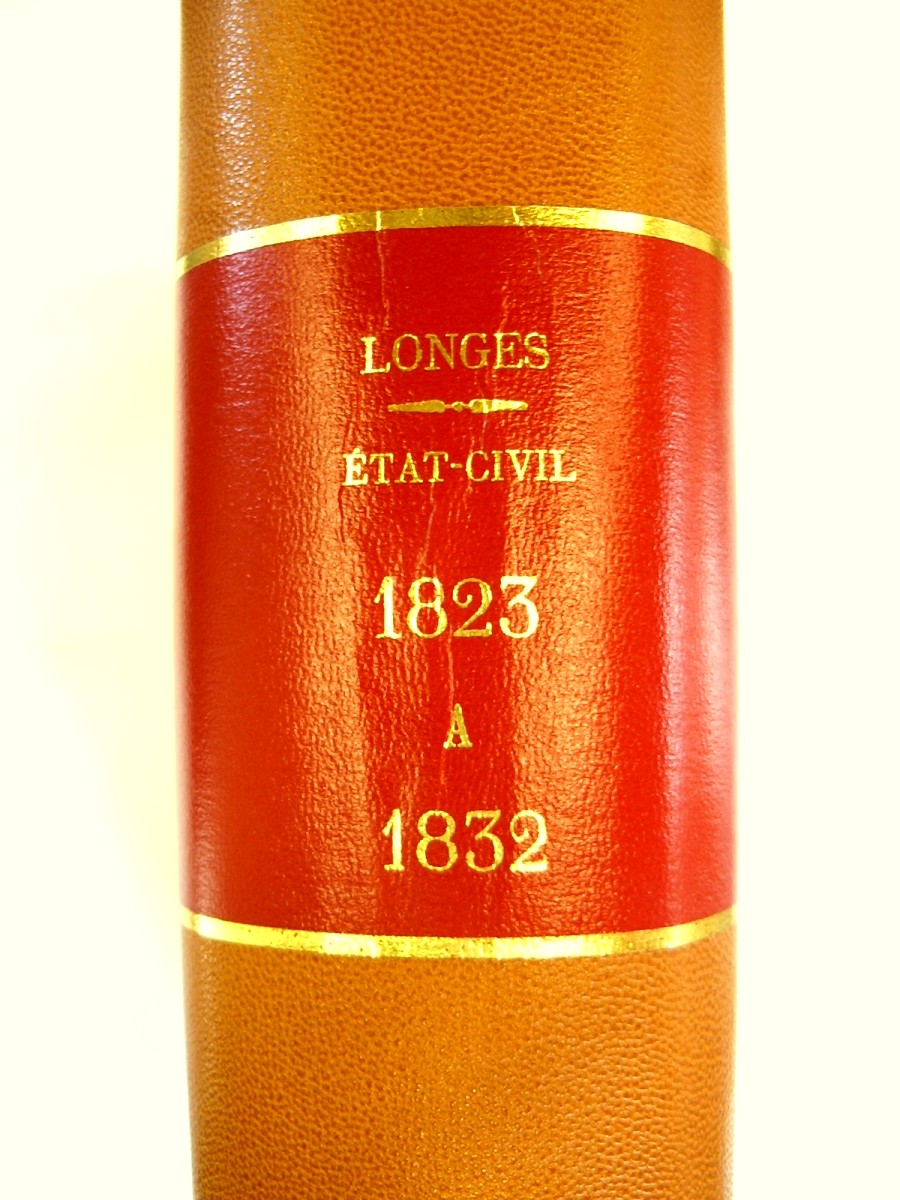 LONGES
ÉTAT-CIVIL
1823
A
1832